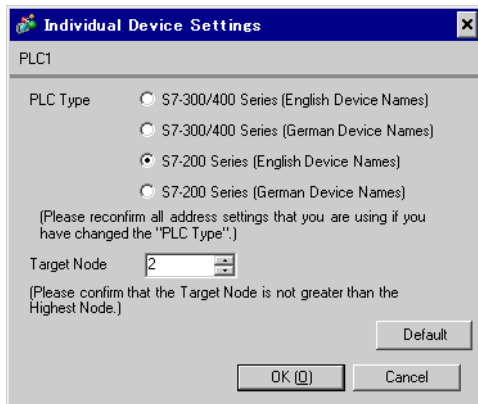 Individual Device Settings
PLC1
PLC Type
S7-300/400 Series (English Device Names)
S7-300/400 Series (German Device Names)
S7-200 Series (English Device Names)
S7-200 Series (German Device Names)
(Please reconfirm all address settings that you are using if you
have changed the "PLC Type".)
Target Node 2
(Please confirm that the Target Node is not greater than the
Highest Node.)
Default
OK (O) Cancel